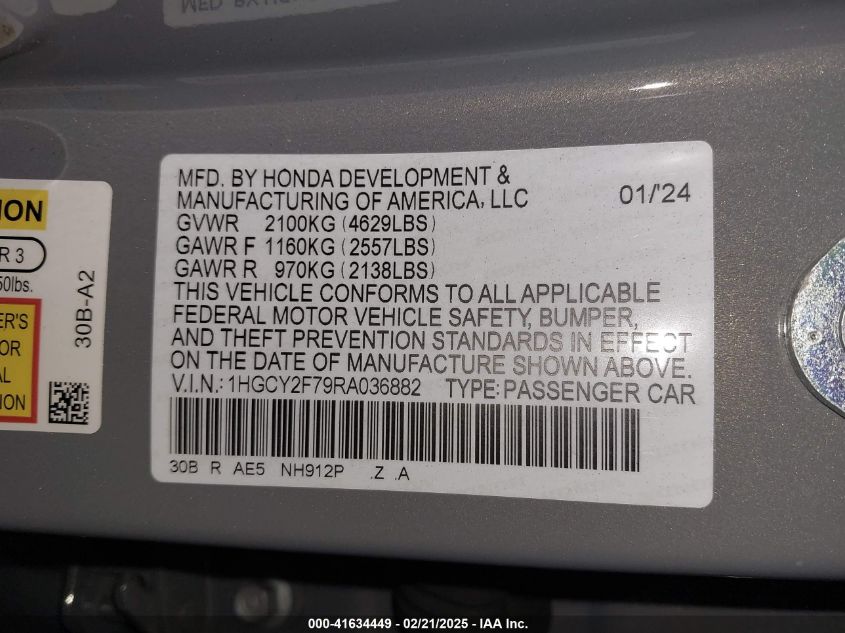 MFD. BY HONDA DEVELOPMENT &
MANUFACTURING OF AMERICA, LLC
01/'24
GVWR 2100KG (4629LBS)
GAWR F 1160KG (2557LBS)
GAWR R 970KG (2138LBS)
THIS VEHICLE CONFORMS TO ALL APPLICABLE
FEDERAL MOTOR VEHICLE SAFETY, BUMPER,
AND THEFT PREVENTION STANDARDS IN EFFECT
ON THE DATE OF MANUFACTURE SHOWN ABOVE.
V.I.N.: 1HGCY2F79RA036882 TYPE: PASSENGER CAR
30B R AE5 NH912P .Z .A
R 3
30B-A2
000-41634449 - 02/21/2025 - IAA Inc.